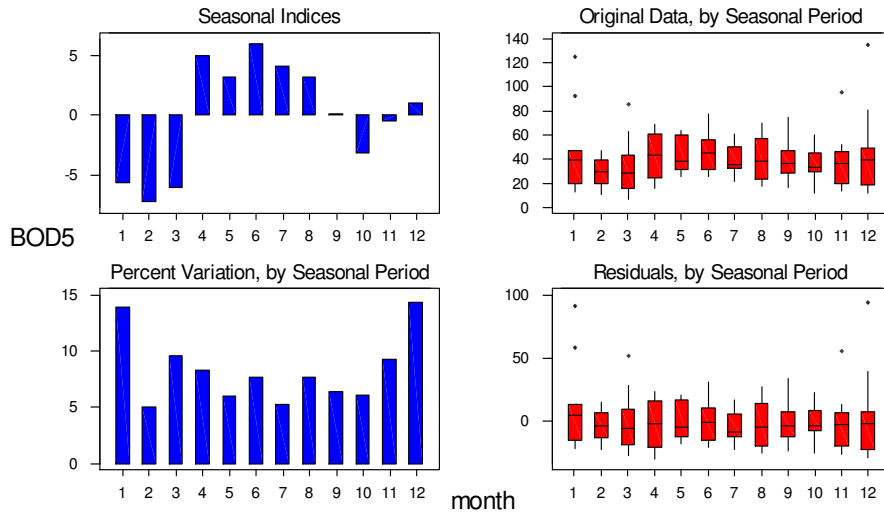 Seasonal Indices
5
0
-5
1 2 3 4 5 6 7 8 9 10 11 12
Original Data, by Seasonal Period
140
120
100
80
60
40
20
0
1 2 3 4 5 6 7 8 9 10 11 12
BOD5
Percent Variation, by Seasonal Period
15
10
5
0
1 2 3 4 5 6 7 8 9 10 11 12
Residuals, by Seasonal Period
100
50
0
1 2 3 4 5 6 7 8 9 10 11 12
month